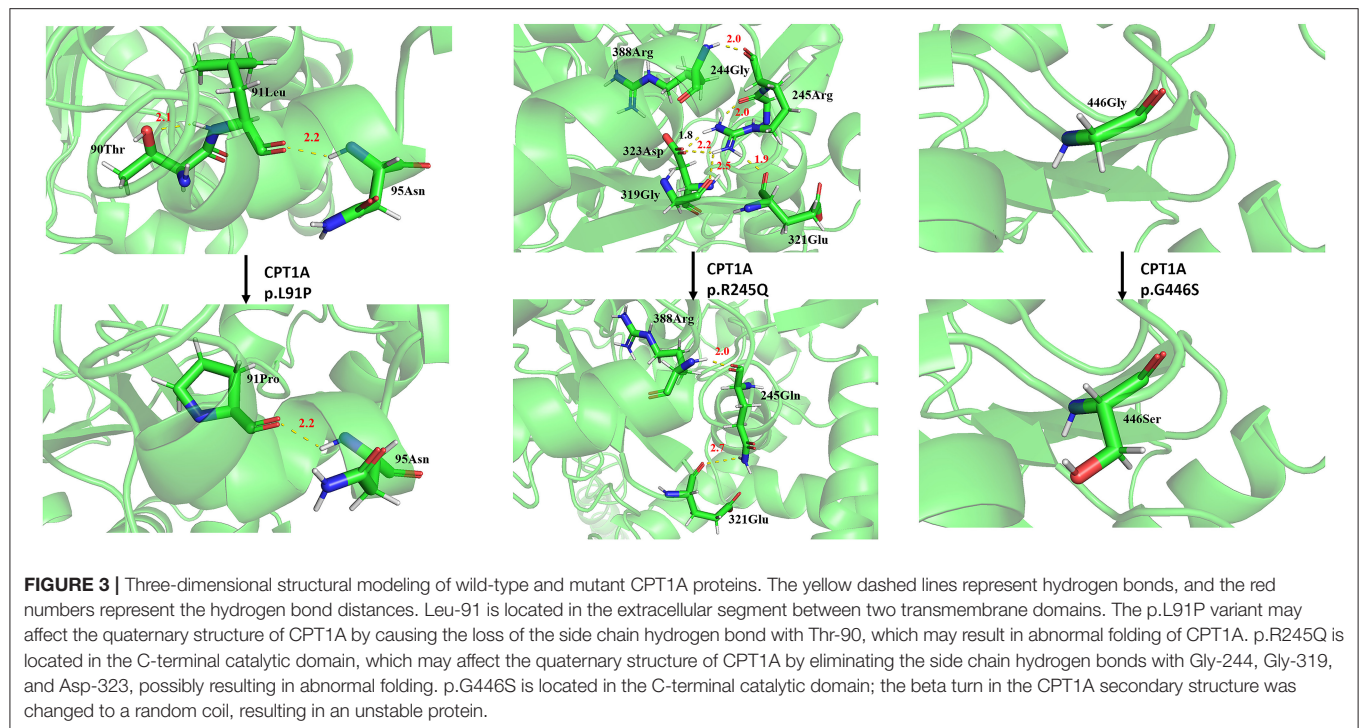 91Leu
2.1
2.2
90Thr
95Asn
CPT1A
p.L91P
91Pro
2.2
95Asn
2.0
388Arg
244Gly
245Arg
2.0
1.8
2.2
323Asp
2.5
1.9
319Gly
321Glu
CPT1A
p.R245Q
388Arg
2.0
245Gln
2.7
321Glu
446Gly
CPT1A
p.G446S
446Ser
FIGURE 3 | Three-dimensional structural modeling of wild-type and mutant CPT1A proteins. The yellow dashed lines represent hydrogen bonds, and the red
numbers represent the hydrogen bond distances. Leu-91 is located in the extracellular segment between two transmembrane domains. The p.L91P variant may
affect the quaternary structure of CPT1A by causing the loss of the side chain hydrogen bond with Thr-90, which may result in abnormal folding of CPT1A. p.R245Q is
located in the C-terminal catalytic domain, which may affect the quaternary structure of CPT1A by eliminating the side chain hydrogen bonds with Gly-244, Gly-319,
and Asp-323, possibly resulting in abnormal folding. p.G446S is located in the C-terminal catalytic domain; the beta turn in the CPT1A secondary structure was
changed to a random coil, resulting in an unstable protein.